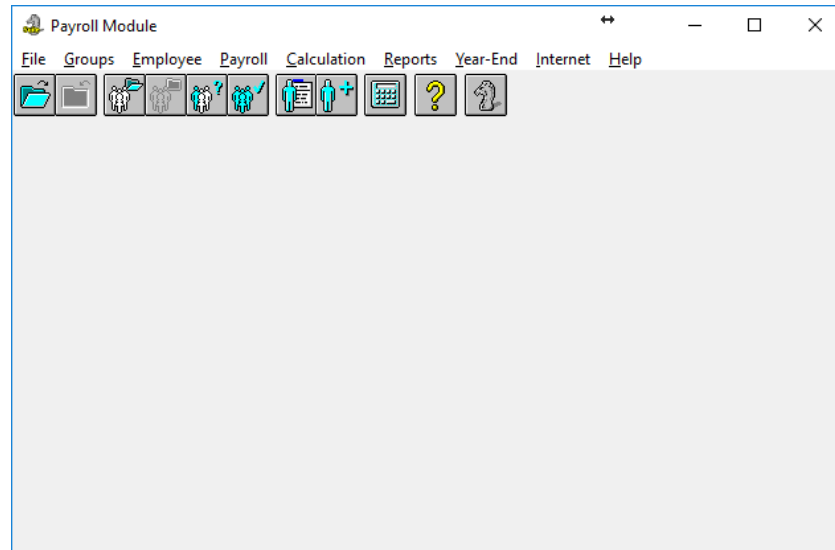 Payroll Module
File Groups Employee Payroll Calculation Reports Year-End Internet Help